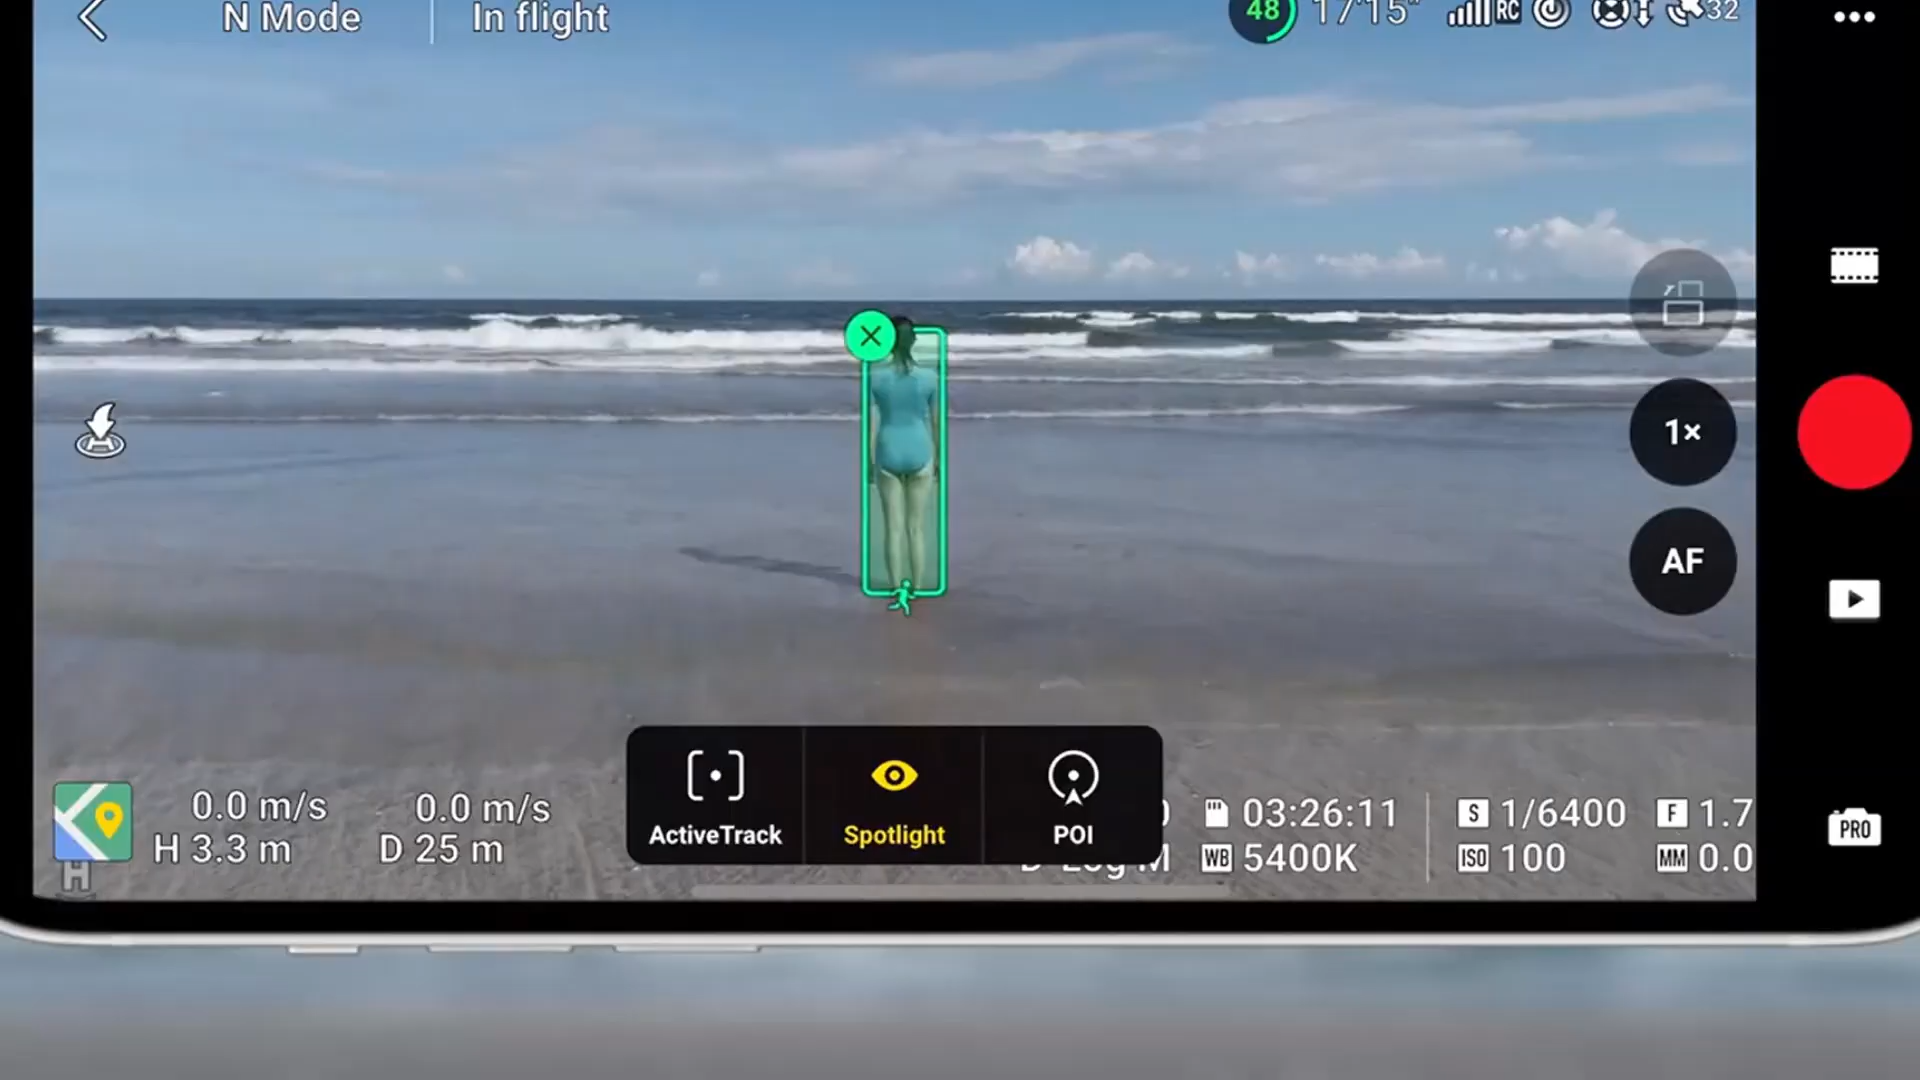 N Mode
In flight
48
17'15"
RC
32
1×
AF
ActiveTrack
Spotlight
POI
0.0 m/s
0.0 m/s
H 3.3 m
D 25 m
H
03:26:11
WB 5400K
S 1/6400
ISO 100
F 1.7
MM 0.0
PRO